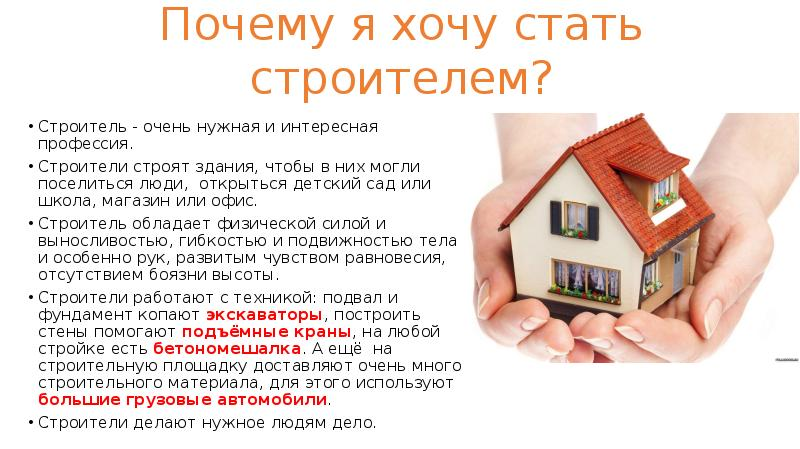 Почему я хочу стать
строителем?
• Строитель - очень нужная и интересная
профессия.
• Строители строят здания, чтобы в них могли
поселиться люди, открыться детский сад или
школа, магазин или офис.
• Строитель обладает физической силой и
выносливостью, гибкостью и подвижностью тела
и особенно рук, развитым чувством равновесия,
отсутствием боязни высоты.
• Строители работают с техникой: подвал и
фундамент копают экскаваторы, построить
стены помогают подъёмные краны, на любой
стройке есть бетономешалка. А ещё на
строительную площадку доставляют очень много
строительного материала, для этого используют
большие грузовые автомобили.
• Строители делают нужное людям дело.